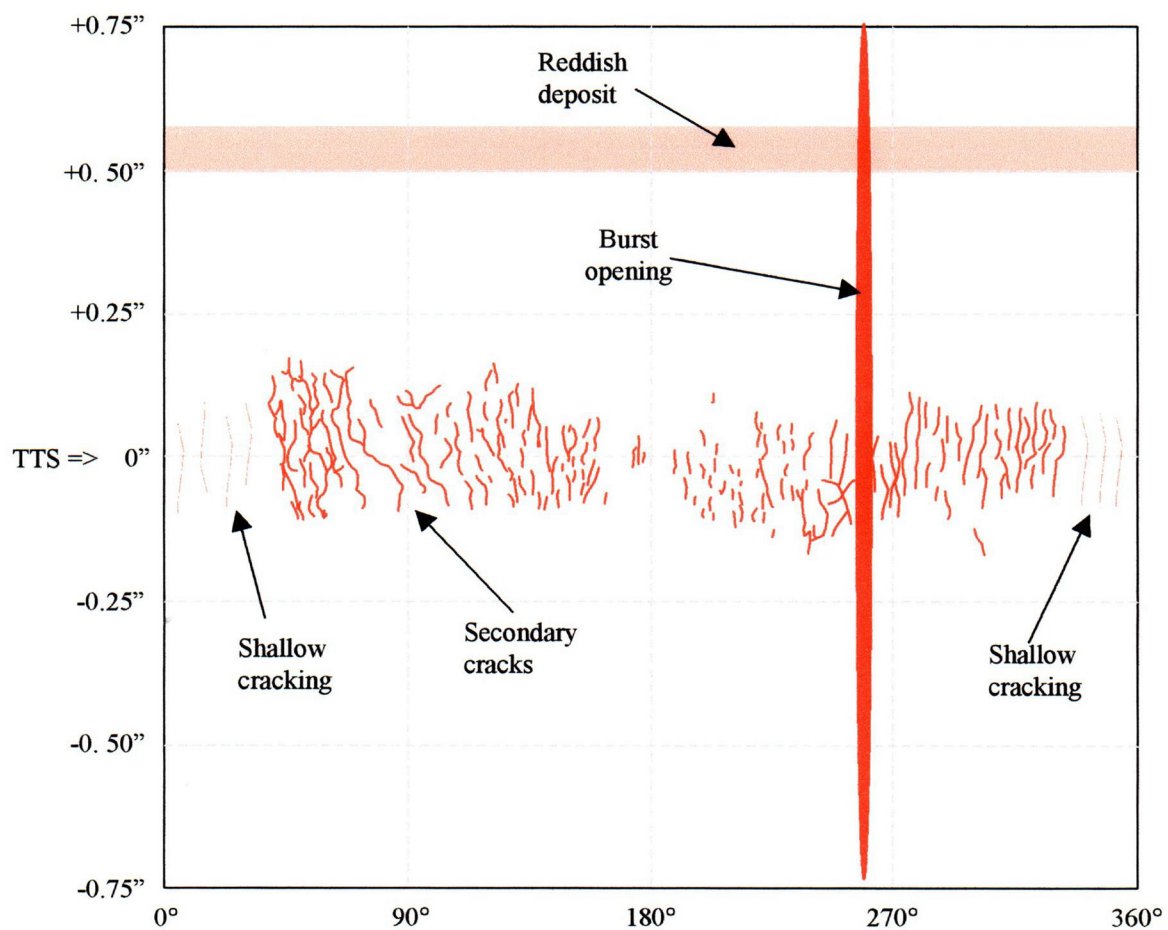 +0.75”
Reddish
deposit
+0. 50”
Burst
opening
+0.25”
TTS => 0”
-0.25”
Shallow
cracking
Secondary
cracks
Shallow
cracking
-0. 50”
-0.75”
0° 90° 180° 270° 360°